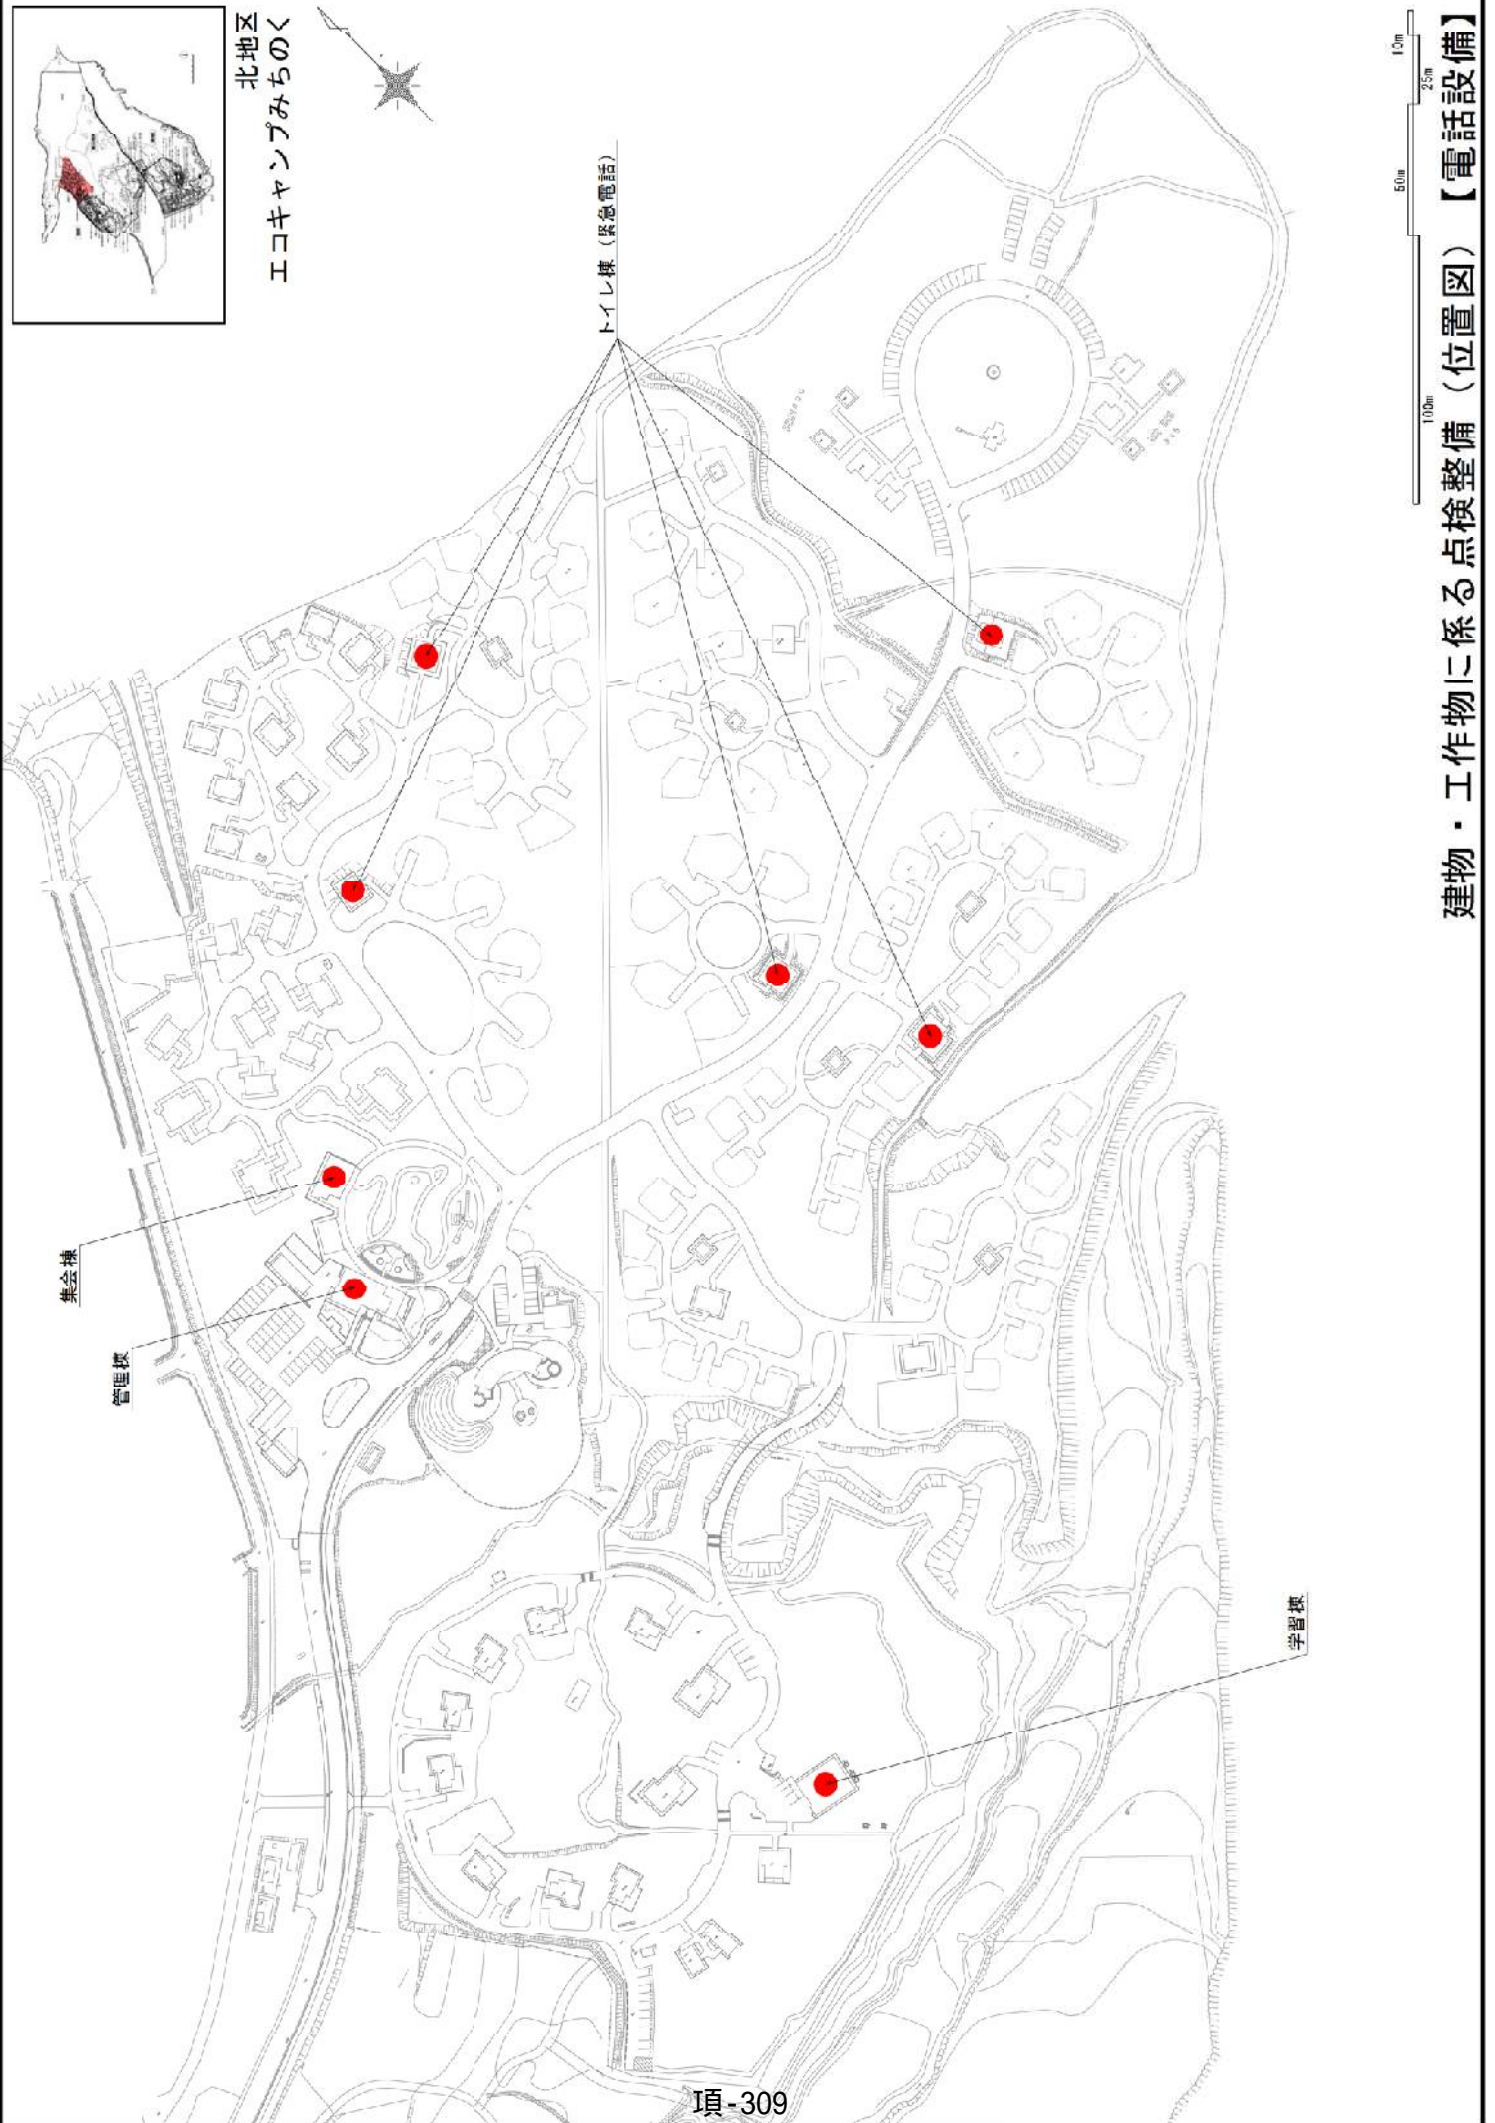 北地区
エコキャンプみちのく
トイレ棟（緊急電話）
集会棟
管理棟
学習棟
10m
25m
50m
100m
建物・工作物に係る点検整備（位置図）【電話設備】
項-309